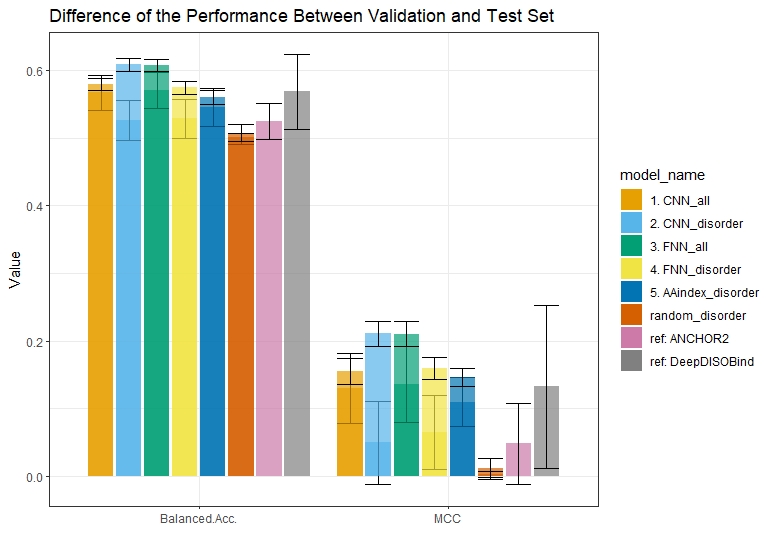 Difference of the Performance Between Validation and Test Set
Value
0.6
0.4
0.2
0.0
Balanced.Acc.
MCC
model_name
1. CNN_all
2. CNN_disorder
3. FNN_all
4. FNN_disorder
5. AAindex_disorder
random_disorder
ref: ANCHOR2
ref: DeepDISOBind